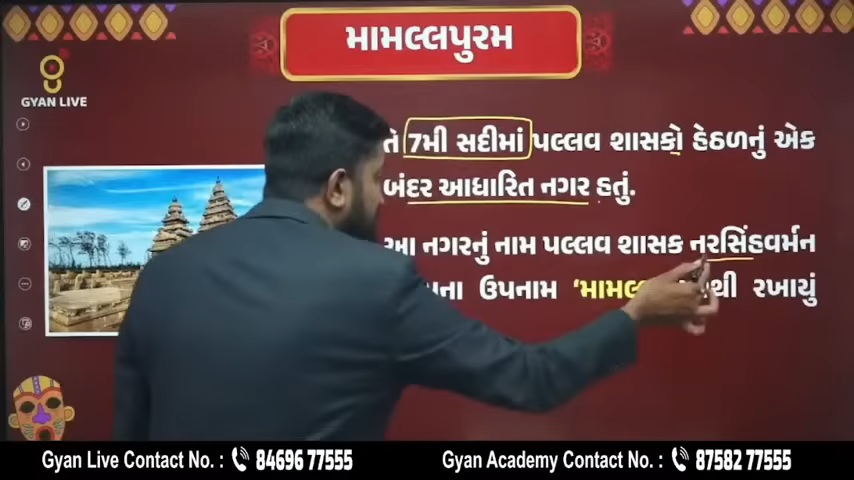 મામલ્લપુરમ
GYAN LIVE
તે 7મી સદીમાં પલ્લવ શાસકો હેઠળનું એક
બંદર આધારિત નગર હતું.
આ નગરનું નામ પલ્લવ શાસક નરસિંહવર્મન
ઉપનામ રખાયું
Gyan Live Contact No. : 84696 77555
Gyan Academy Contact No. : 87582 77555